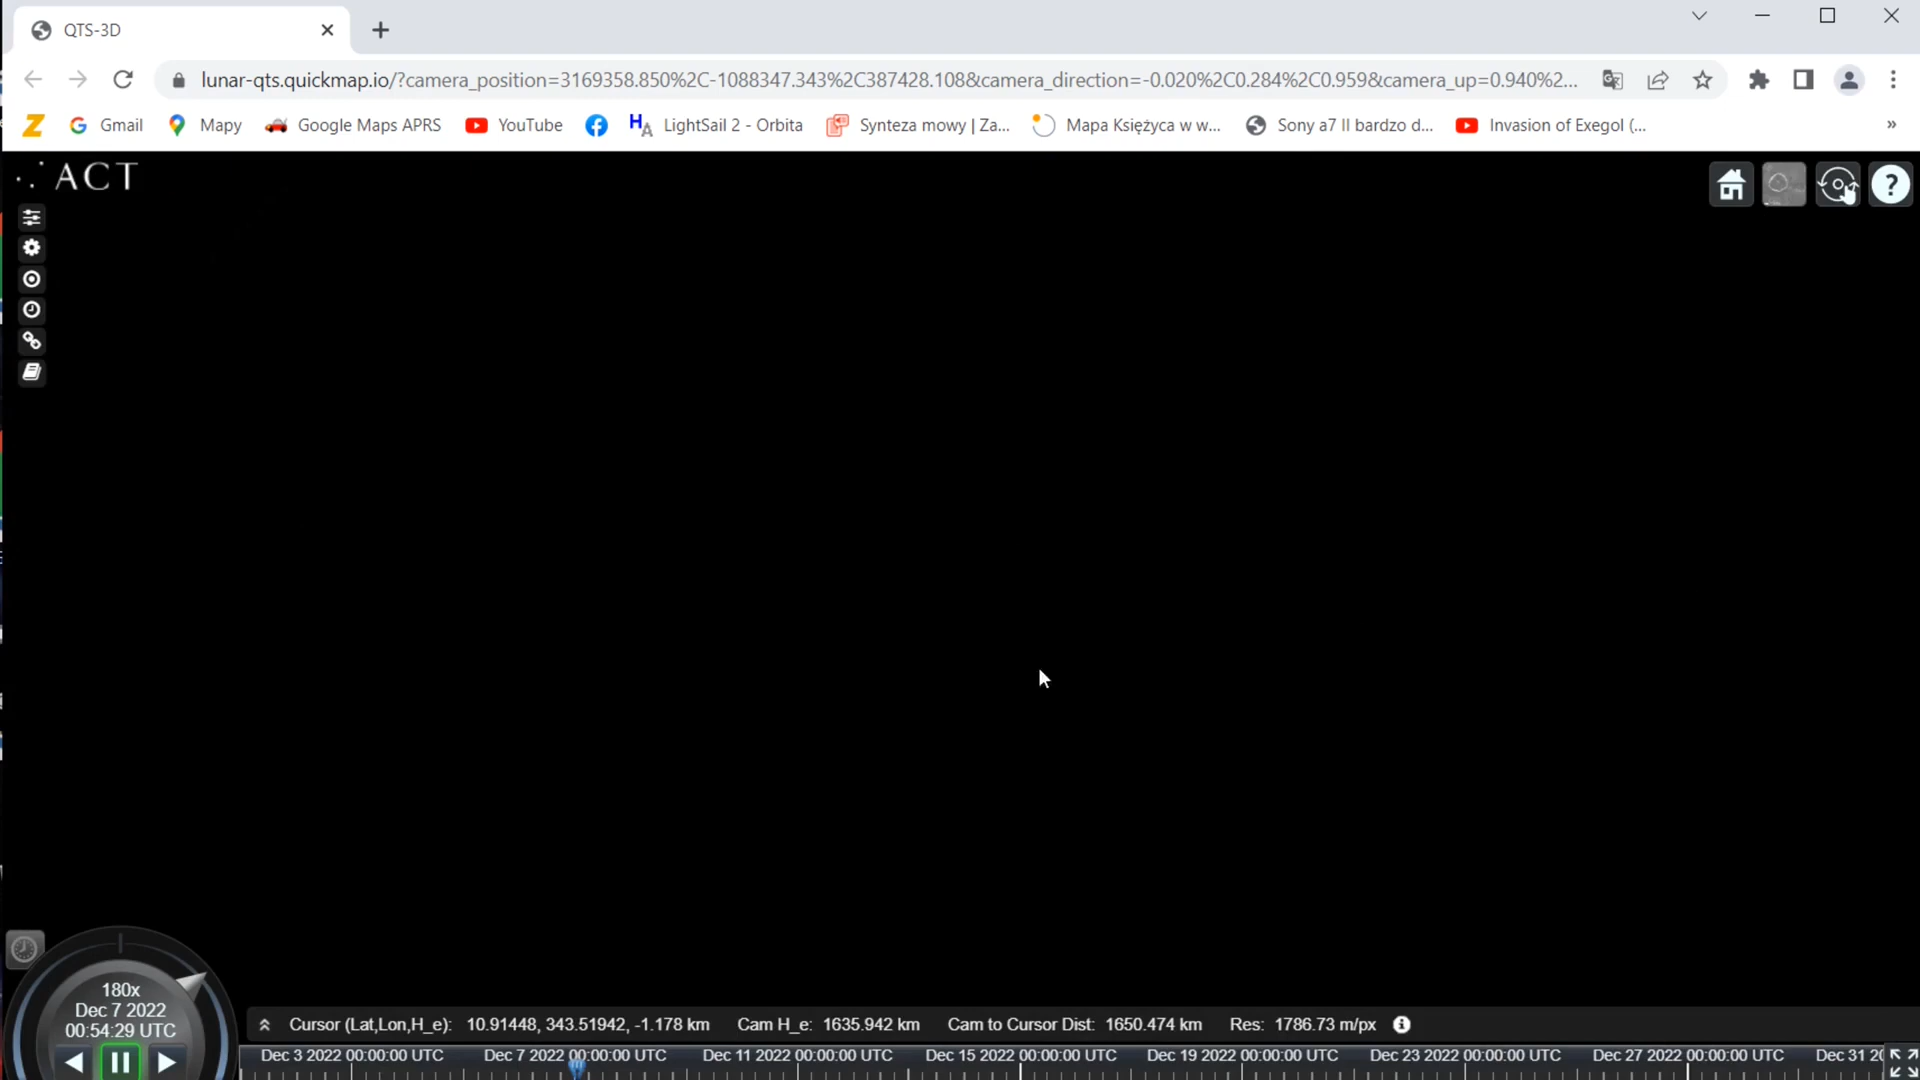 QTS-3D
lunar-qts.quickmap.io/?camera_position=3169358.850%2C-1088347.343%2C387428.108&camera_direction=-0.020%2C0.284%2C0.959&camera_up=0.940%2...
Gmail Mapy Google Maps APRS YouTube HA LightSail 2 - Orbita Synteza mowy | Za... Mapa Księżyca w w... Sony a7 II bardzo d... Invasion of Exegol (... »
ACT
?
180x
Dec 7 2022
00:54:29 UTC
Cursor (Lat,Lon,H_e): 10.91448, 343.51942, -1.178 km Cam H_e: 1635.942 km Cam to Cursor Dist: 1650.474 km Res: 1786.73 m/px
Dec 3 2022 00:00:00 UTC Dec 7 2022 00:00:00 UTC Dec 11 2022 00:00:00 UTC Dec 15 2022 00:00:00 UTC Dec 19 2022 00:00:00 UTC Dec 23 2022 00:00:00 UTC Dec 27 2022 00:00:00 UTC Dec 31 2